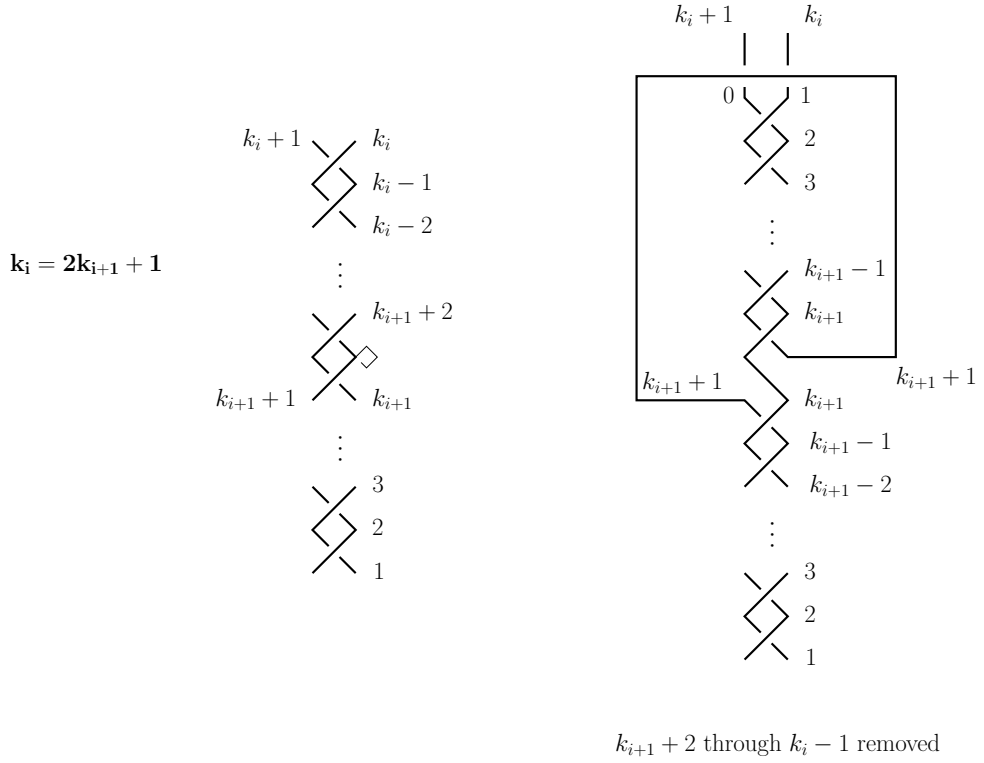 k_i + 1
k_i
0
1
k_i + 1
k_i
2
k_i − 1
3
k_i − 2
⋮
𝐤_𝐢 = 𝟐𝐤_{𝐢+𝟏} + 𝟏
⋮
k_{i+1} − 1
k_{i+1} + 2
k_{i+1}
k_{i+1} + 1
k_{i+1} + 1
k_{i+1} + 1
k_{i+1}
k_{i+1}
⋮
k_{i+1} − 1
3
k_{i+1} − 2
2
⋮
1
3
2
1
k_{i+1} + 2 through k_i − 1 removed